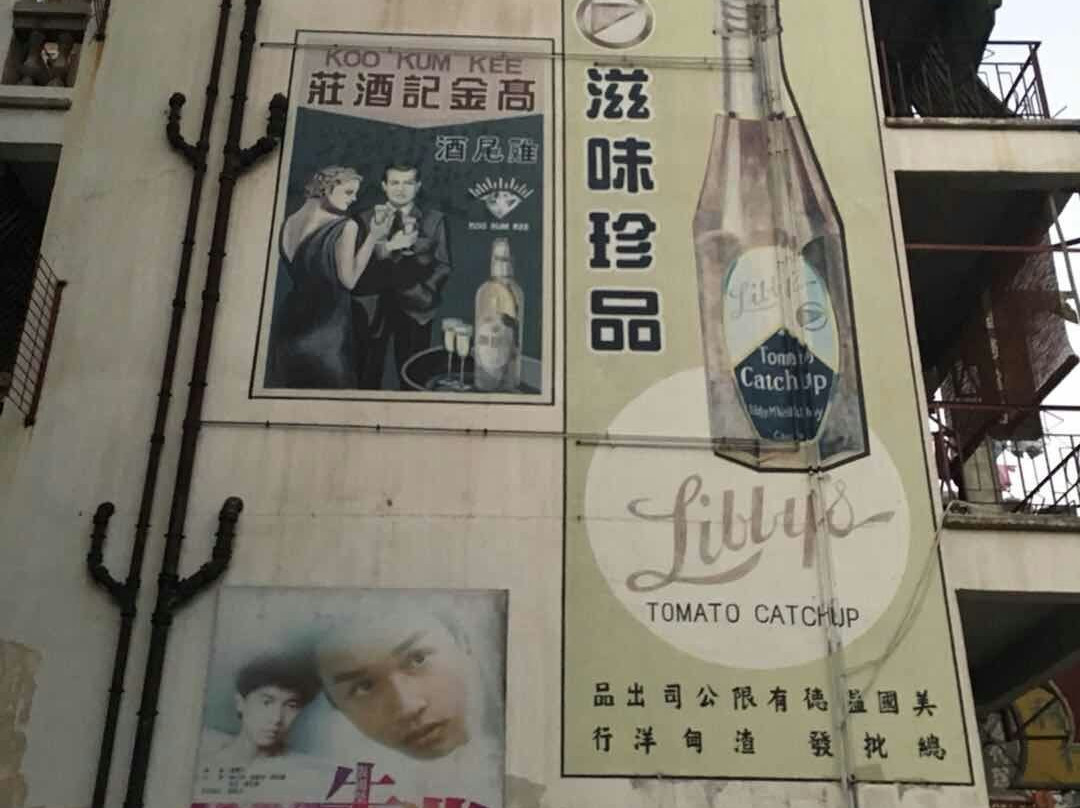 KOO KUM KEE
高金記酒莊
雞尾酒
KOO KUM KEE
滋味珍品
Libby's
Tomato
Catchup
Libby's
TOMATO CATCHUP
美國 德有限公司出品
總批發 渣甸洋行